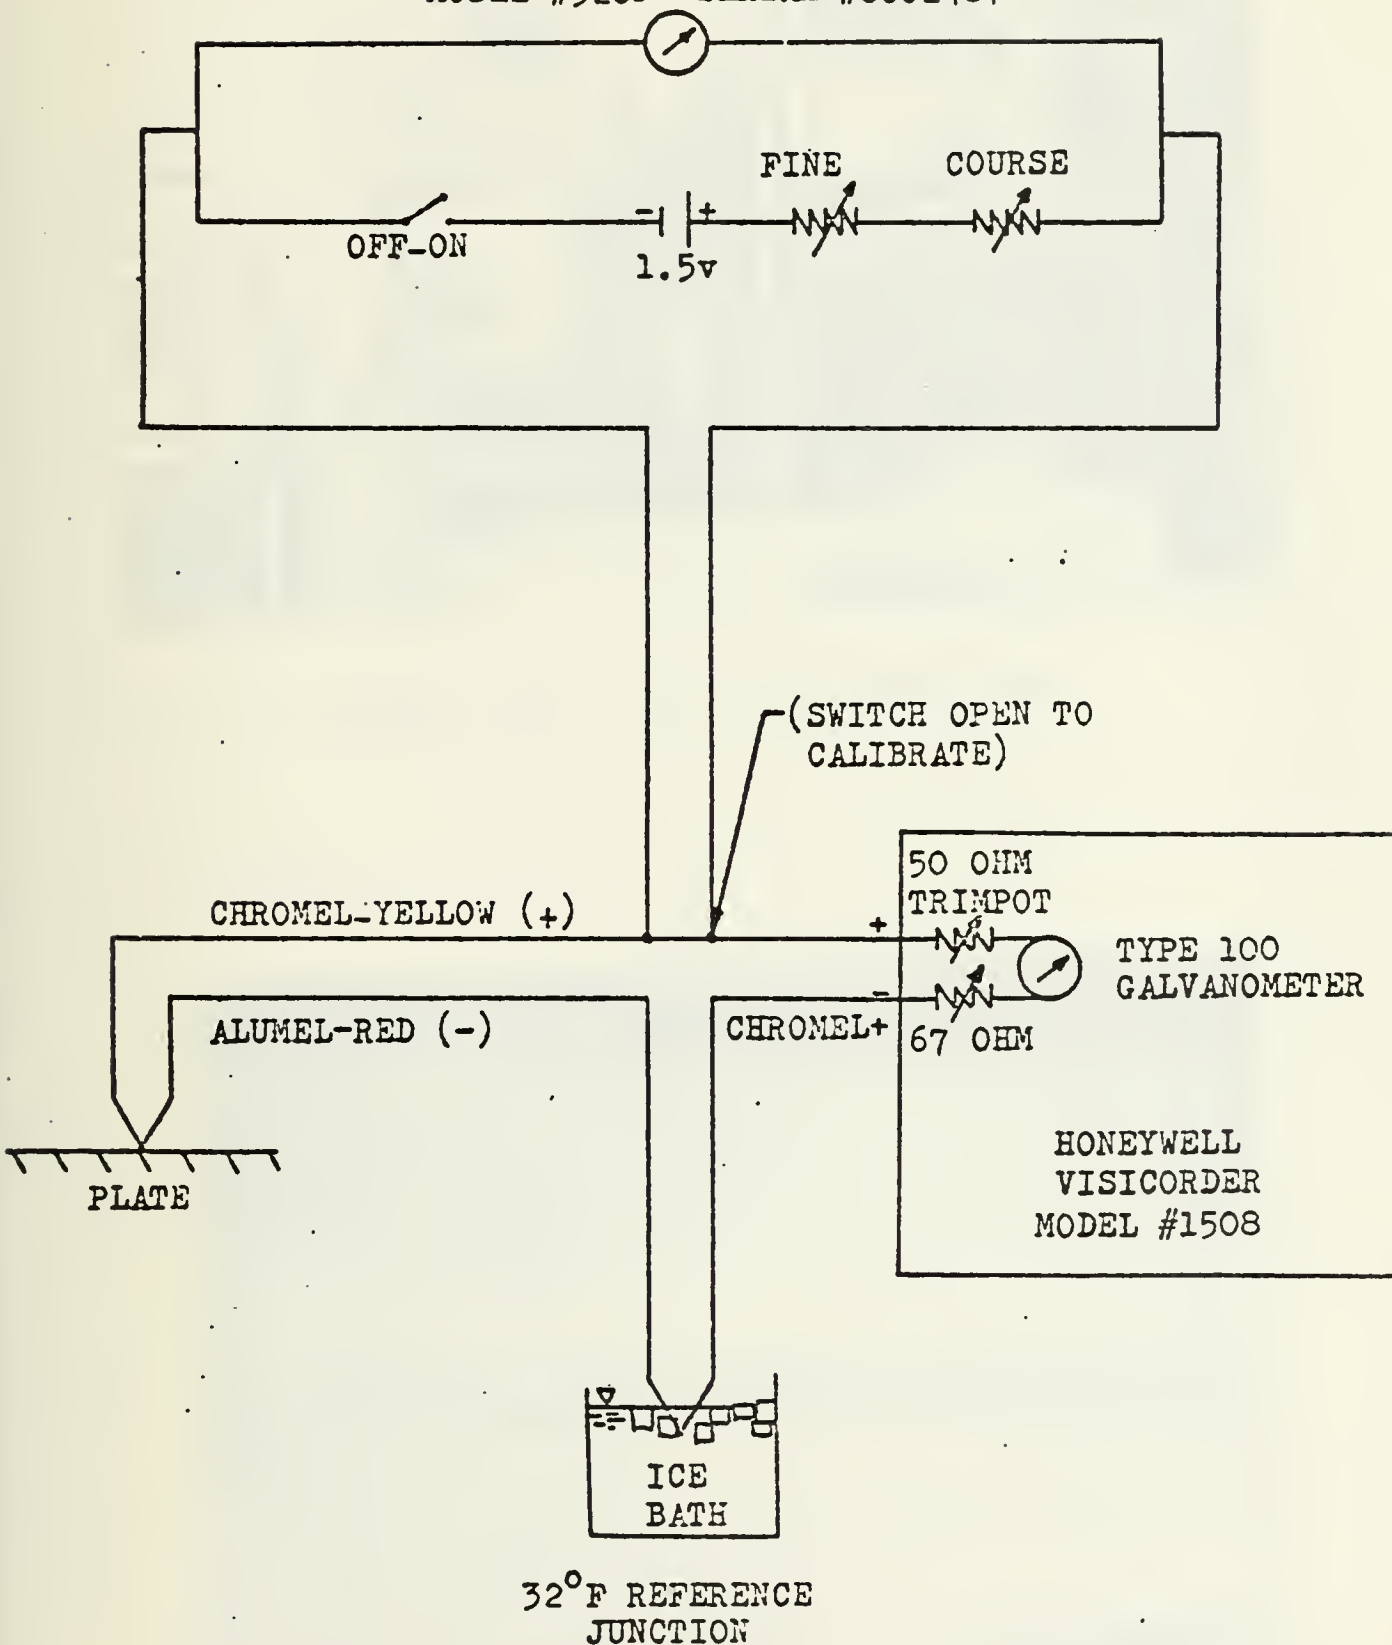 FINE
COURSE
OFF-ON
-
+
1.5v
(SWITCH OPEN TO
CALIBRATE)
50 OHM
TRIMPOT
CHROMEL-YELLOW (+)
+
TYPE 100
GALVANOMETER
-
ALUMEL-RED (-)
CHROMEL+
67 OHM
HONEYWELL
VISICORDER
MODEL #1508
PLATE
ICE
BATH
32°F REFERENCE
JUNCTION